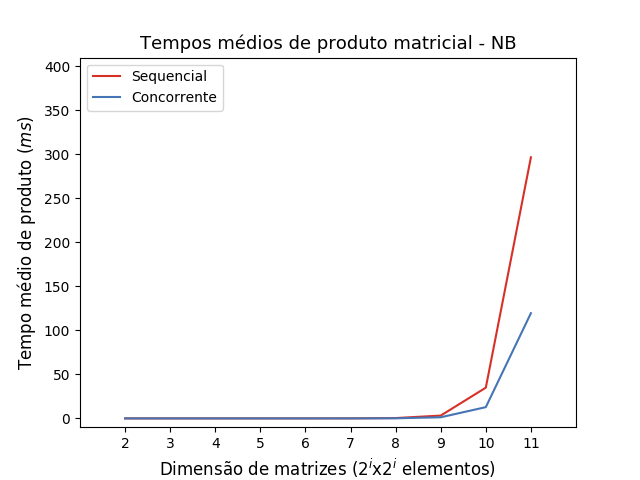 Tempos médios de produto matricial - NB
Sequencial
Concorrente
Tempo médio de produto (ms)
400
350
300
250
200
150
100
50
0
2 3 4 5 6 7 8 9 10 11
Dimensão de matrizes (2^i x2^i elementos)